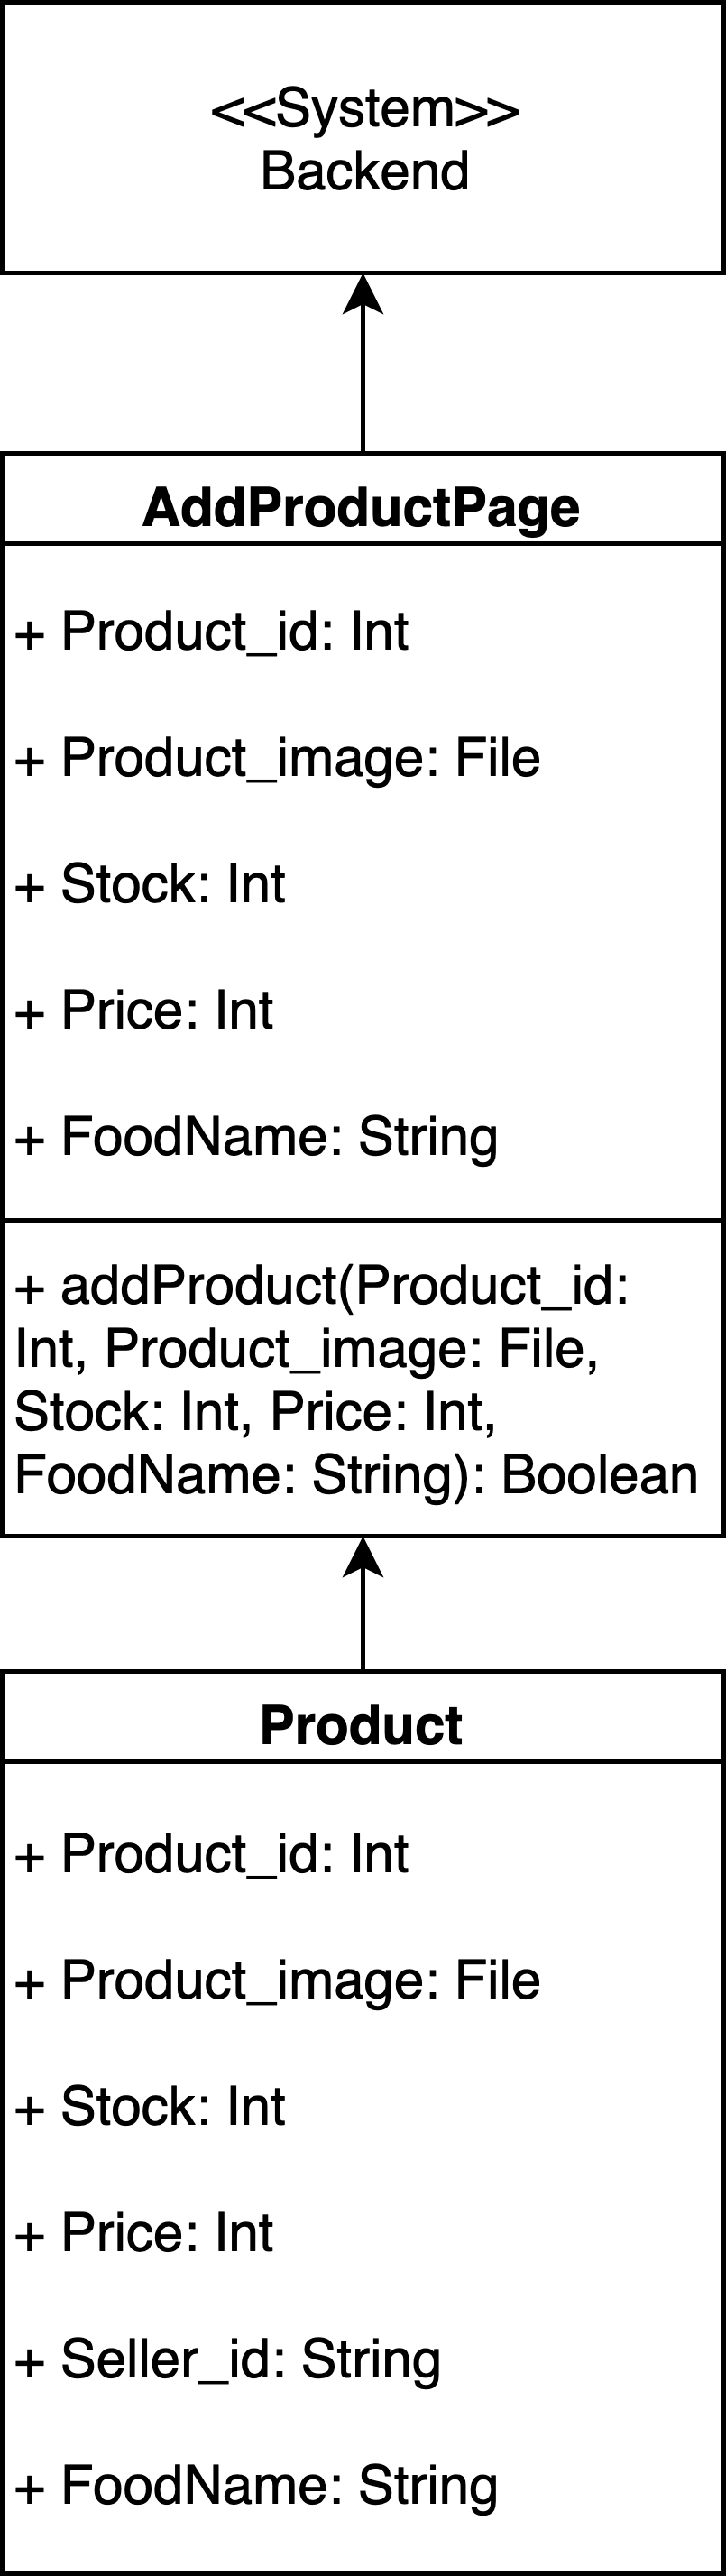 <<System>>
Backend
AddProductPage
+ Product_id: Int
+ Product_image: File
+ Stock: Int
+ Price: Int
+ FoodName: String
+ addProduct(Product_id:
Int, Product_image: File,
Stock: Int, Price: Int,
FoodName: String): Boolean
Product
+ Product_id: Int
+ Product_image: File
+ Stock: Int
+ Price: Int
+ Seller_id: String
+ FoodName: String